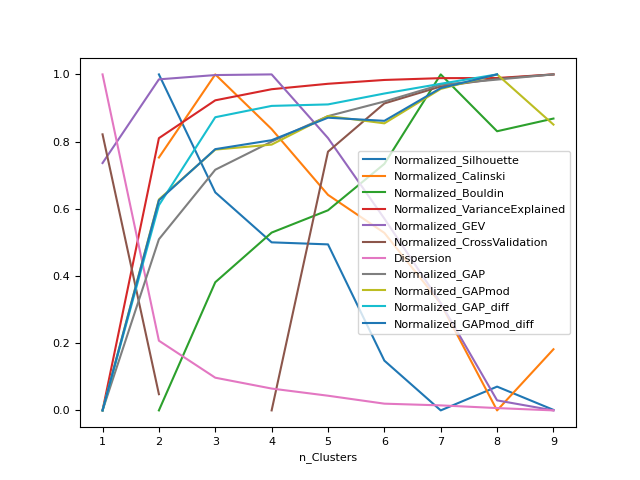 1.0
0.8
0.6
0.4
0.2
0.0
Normalized_Silhouette
Normalized_Calinski
Normalized_Bouldin
Normalized_VarianceExplained
Normalized_GEV
Normalized_CrossValidation
Dispersion
Normalized_GAP
Normalized_GAPmod
Normalized_GAP_diff
Normalized_GAPmod_diff
1 2 3 4 5 6 7 8 9
n_Clusters